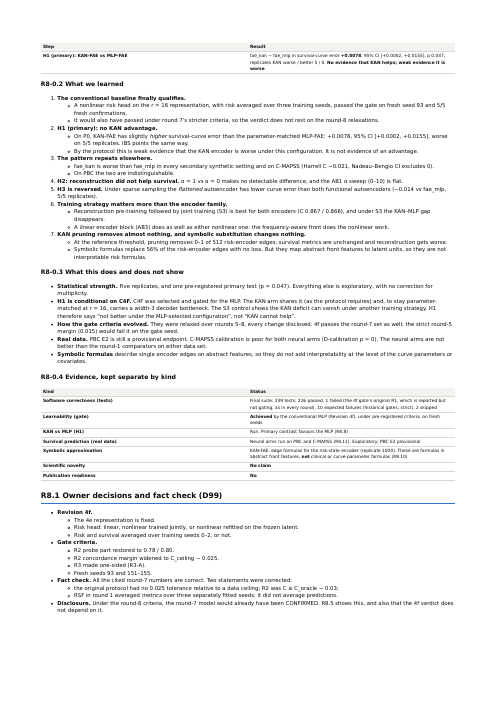 Step Result
H1 (primary): KAN-FAE vs MLP-FAE fae_kan − fae_mlp in survival-curve error +0.0078, 95% CI [+0.0002, +0.0155], p 0.047,
replicates KAN worse / better 5 / 0. No evidence that KAN helps; weak evidence it is
worse
R8-0.2 What we learned
1. The conventional baseline finally qualifies.
A nonlinear risk head on the r = 16 representation, with risk averaged over three training seeds, passed the gate on fresh seed 93 and 5/5
fresh confirmations.
It would also have passed under round 7's stricter criteria, so the verdict does not rest on the round-8 relaxations.
2. H1 (primary): no KAN advantage.
On P0, KAN-FAE has slightly higher survival-curve error than the parameter-matched MLP-FAE: +0.0078, 95% CI [+0.0002, +0.0155], worse
on 5/5 replicates. IBS points the same way.
By the protocol this is weak evidence that the KAN encoder is worse under this configuration. It is not evidence of an advantage.
3. The pattern repeats elsewhere.
fae_kan is worse than fae_mlp in every secondary synthetic setting and on C-MAPSS (Harrell C −0.021, Nadeau-Bengio CI excludes 0).
On PBC the two are indistinguishable.
4. H2: reconstruction did not help survival. α = 1 vs α = 0 makes no detectable difference, and the AB1 α sweep (0–10) is flat.
5. H3 is reversed. Under sparse sampling the flattened autoencoder has lower curve error than both functional autoencoders (−0.014 vs fae_mlp,
5/5 replicates).
6. Training strategy matters more than the encoder family.
Reconstruction pre-training followed by joint training (S3) is best for both encoders (C 0.867 / 0.866), and under S3 the KAN-MLP gap
disappears.
A linear encoder block (AB3) does as well as either nonlinear one; the frequency-aware front does the nonlinear work.
7. KAN pruning removes almost nothing, and symbolic substitution changes nothing.
At the reference threshold, pruning removes 0–1 of 512 risk-encoder edges; survival metrics are unchanged and reconstruction gets worse.
Symbolic formulas replace 56% of the risk-encoder edges with no loss. But they map abstract front features to latent units, so they are not
interpretable risk formulas.
R8-0.3 What this does and does not show
Statistical strength. Five replicates, and one pre-registered primary test (p = 0.047). Everything else is exploratory, with no correction for
multiplicity.
H1 is conditional on C4F. C4F was selected and gated for the MLP. The KAN arm shares it (as the protocol requires) and, to stay parameter-
matched at r = 16, carries a width-3 decoder bottleneck. The S3 control shows the KAN deficit can vanish under another training strategy. H1
therefore says "not better under the MLP-selected configuration", not "KAN cannot help".
How the gate criteria evolved. They were relaxed over rounds 5–8, every change disclosed. 4f passes the round-7 set as well; the strict round-5
margin (0.015) would fail it on the gate seed.
Real data. PBC E2 is still a provisional endpoint. C-MAPSS calibration is poor for both neural arms (D-calibration p ≈ 0). The neural arms are not
better than the round-1 comparators on either data set.
Symbolic formulas describe single encoder edges on abstract features, so they do not add interpretability at the level of the curve parameters or
covariates.
R8-0.4 Evidence, kept separate by kind
Kind Status
Software correctness (tests) Final suite: 239 tests: 226 passed, 1 failed (the 4f gate's original R1, which is reported but
not gating, as in every round), 10 expected failures (historical gates, strict), 2 skipped
Learnability (gate) Achieved by the conventional MLP (Revision 4f), under pre-registered criteria, on fresh
seeds
KAN vs MLP (H1) Run. Primary contrast favours the MLP (R8.8)
Survival prediction (real data) Neural arms run on PBC and C-MAPSS (R8.11). Exploratory, PBC E2 provisional
Symbolic approximation KAN-FAE: edge formulas for the risk-state encoder (replicate 1000). These are formulas in
abstract front features, not clinical or curve-parameter formulas (R8.10)
Scientific novelty No claim
Publication readiness No
R8.1 Owner decisions and fact check (D99)
Revision 4f.
The 4e representation is fixed.
Risk head: linear, nonlinear trained jointly, or nonlinear refitted on the frozen latent.
Risk and survival averaged over training seeds 0–2, or not.
Gate criteria.
R2 probe part restored to 0.78 / 0.80.
R2 concordance margin widened to C_ceiling − 0.025.
R3 made one-sided (R3-A).
Fresh seeds 93 and 151–155.
Fact check. All the cited round-7 numbers are correct. Two statements were corrected:
the original protocol had no 0.025 tolerance relative to a data ceiling; R2 was C ≥ C_oracle − 0.03;
RSF in round 1 averaged metrics over three separately fitted seeds; it did not average predictions.
Disclosure. Under the round-8 criteria, the round-7 model would already have been CONFIRMED. R8.5 shows this, and also that the 4f verdict does
not depend on it.